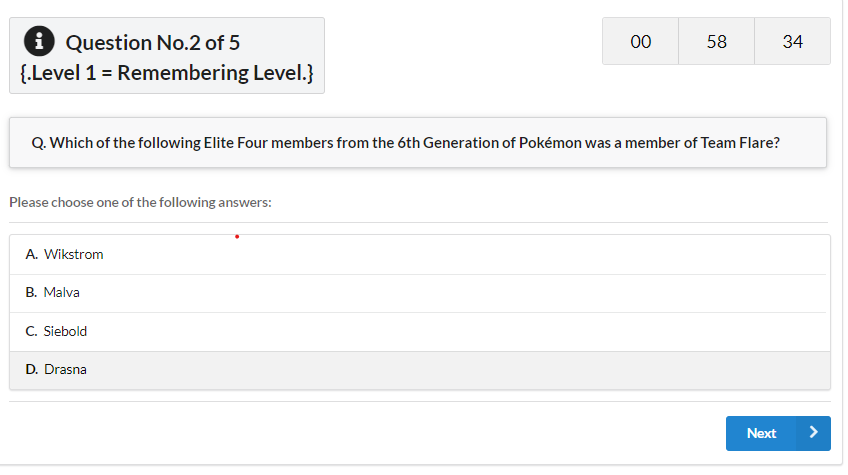 Question No.2 of 5
{.Level 1 = Remembering Level.}
00 58 34
Q. Which of the following Elite Four members from the 6th Generation of Pokémon was a member of Team Flare?
Please choose one of the following answers:
A. Wikstrom
B. Malva
C. Siebold
D. Drasna
Next